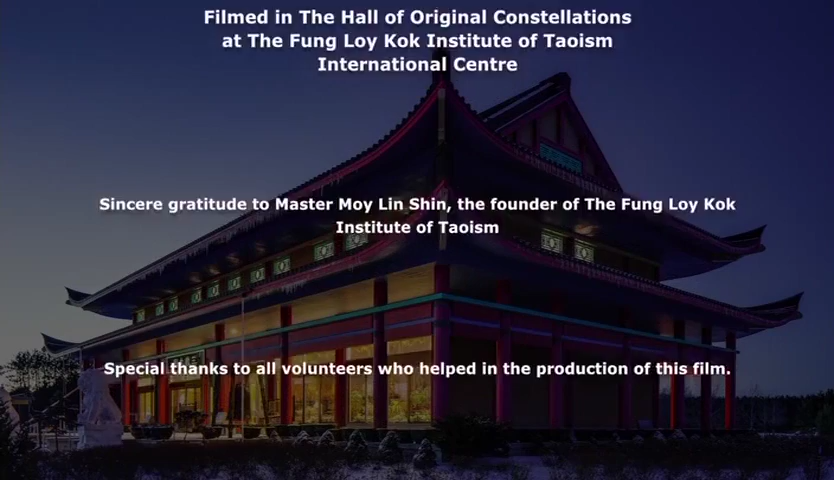 Filmed in The Hall of Original Constellations
at The Fung Loy Kok Institute of Taoism
International Centre
Sincere gratitude to Master Moy Lin Shin, the founder of The Fung Loy Kok
Institute of Taoism
Special thanks to all volunteers who helped in the production of this film.